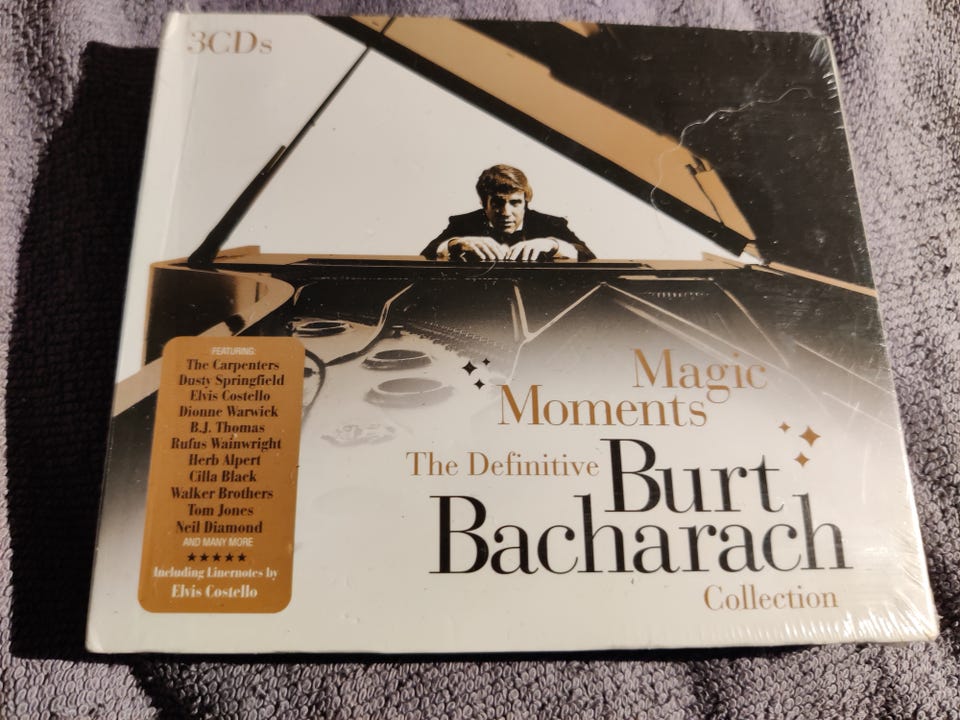 3CDs
FEATURING:
The Carpenters
Dusty Springfield
Elvis Costello
Dionne Warwick
B.J. Thomas
Rufus Wainwright
Herb Alpert
Cilla Black
Walker Brothers
Tom Jones
Neil Diamond
AND MANY MORE
★★★★★
Including Linernotes by
Elvis Costello
Magic
Moments
The Definitive Burt
Bacharach
Collection